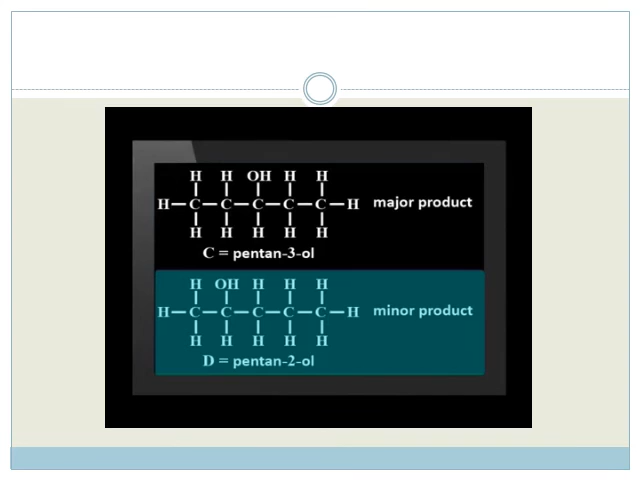 H H OH H H
H—C—C—C—C—C—H major product
H H H H H
C = pentan-3-ol
H OH H H H
H—C—C—C—C—C—H minor product
H H H H H
D = pentan-2-ol